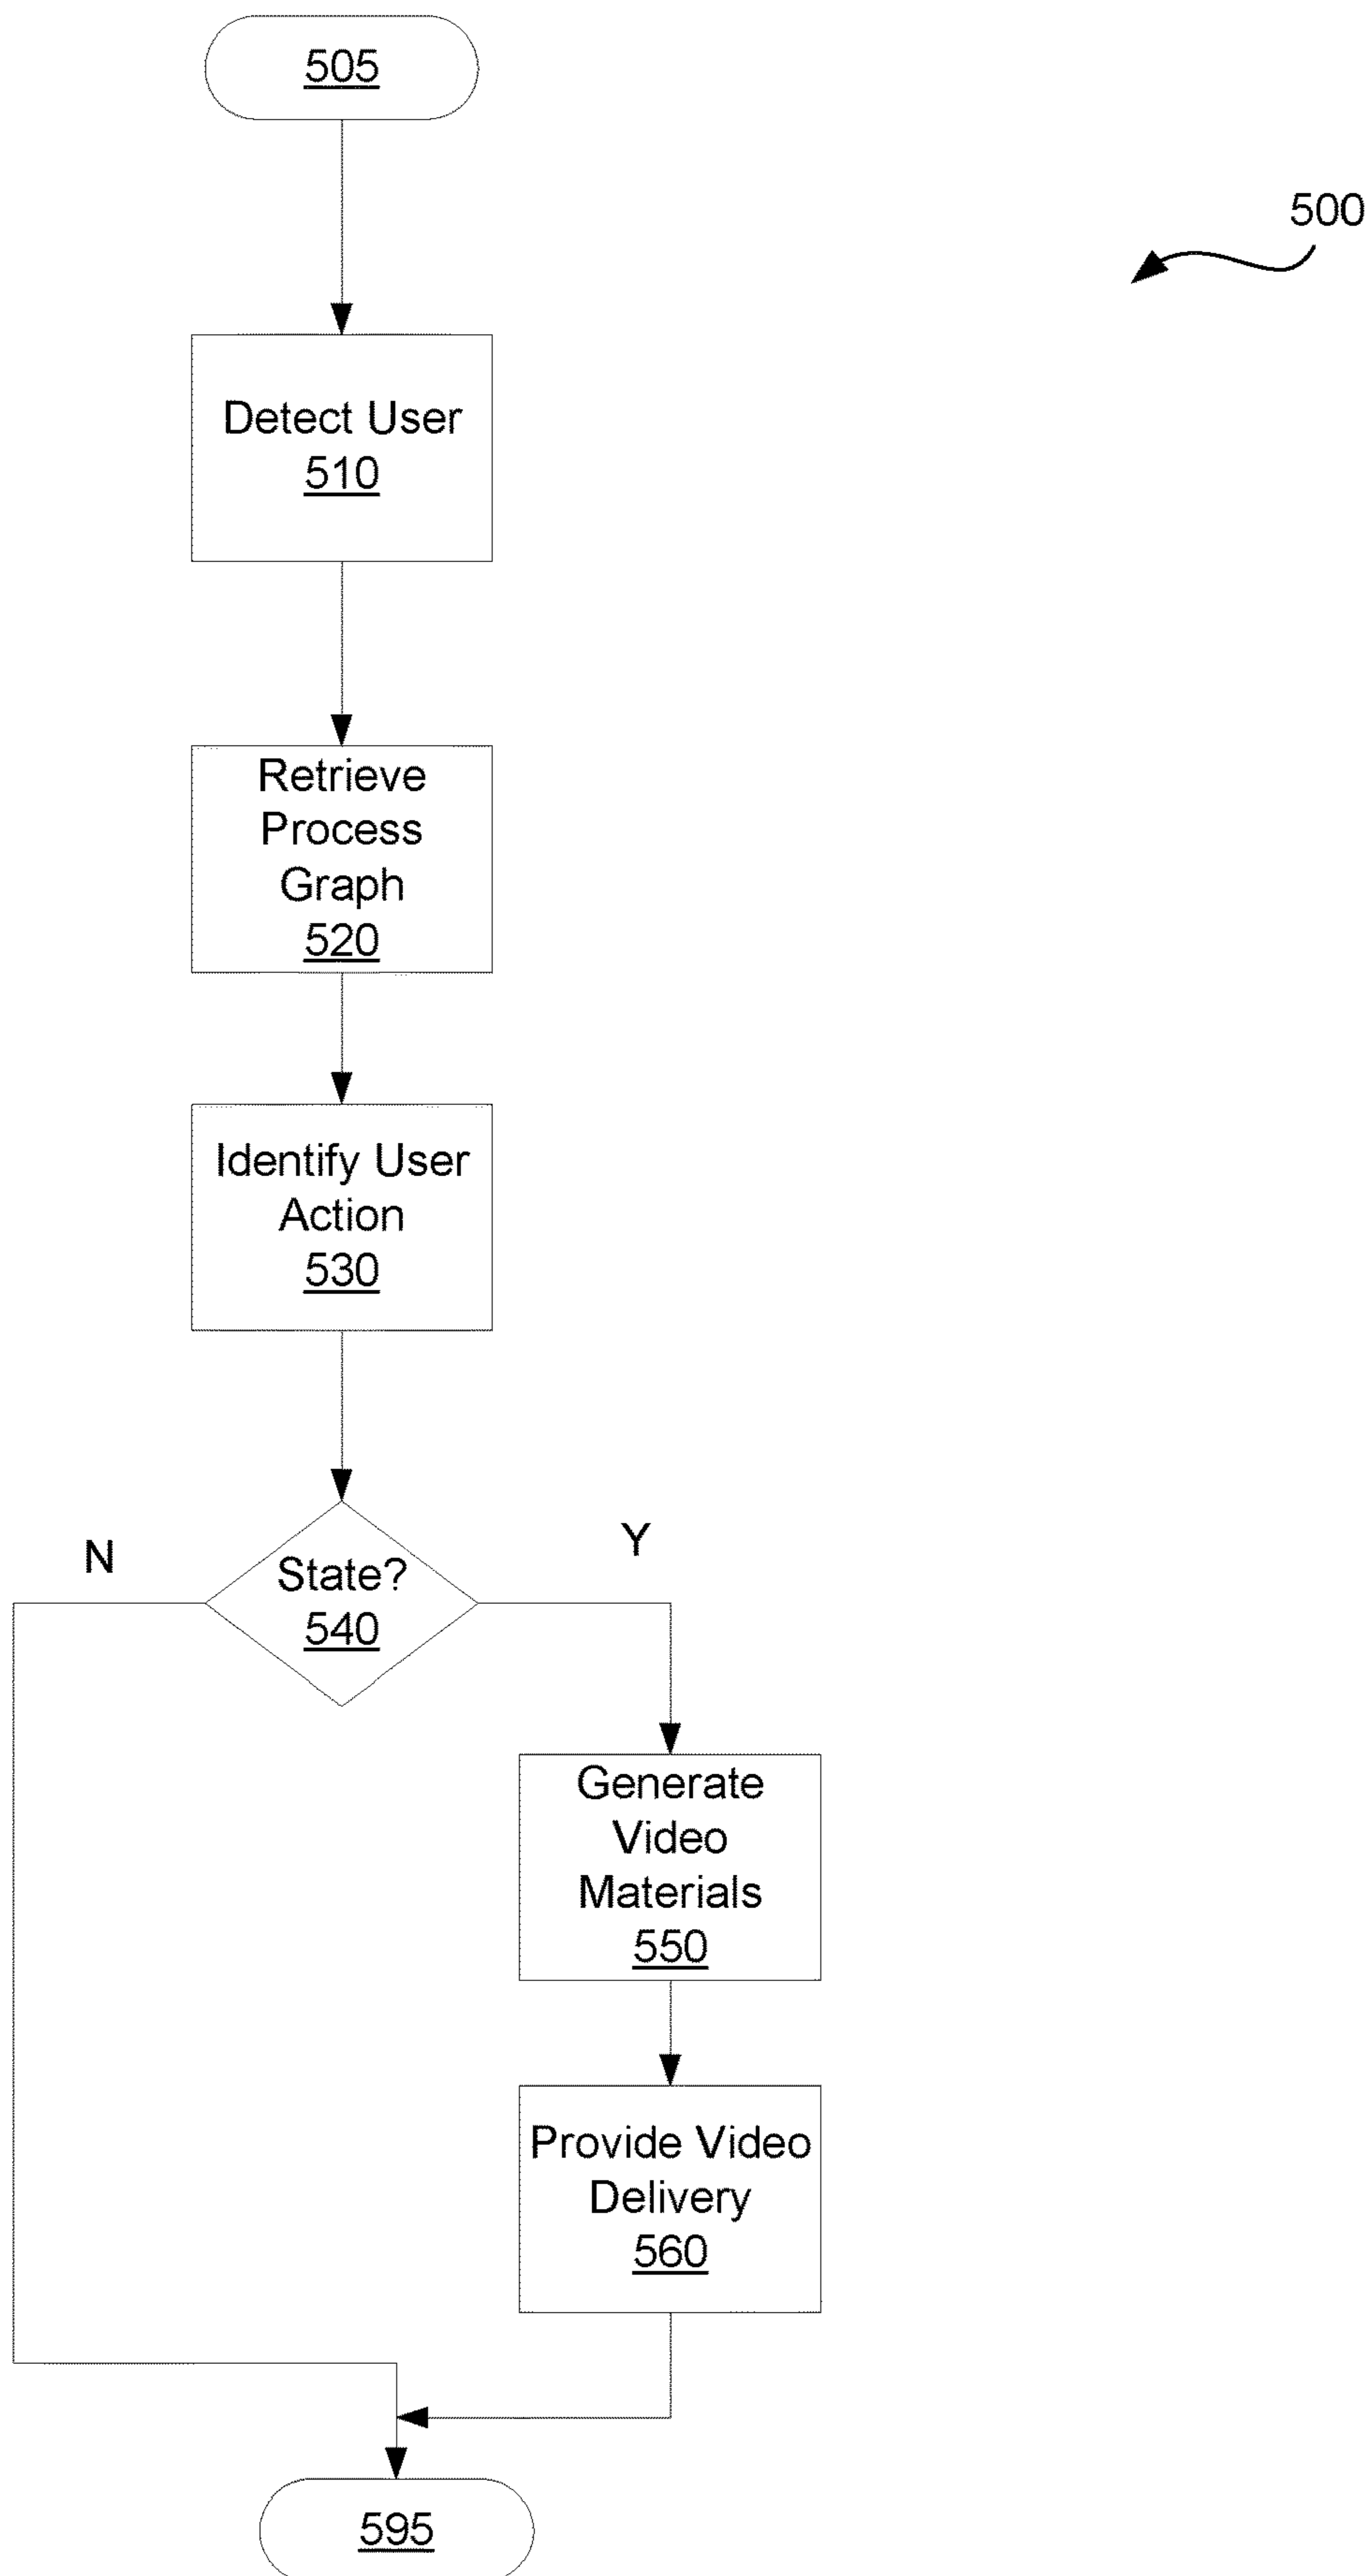 505
500
Detect User
510
Retrieve
Process
Graph
520
Identify User
Action
530
N
Y
State?
540
Generate
Video
Materials
550
Provide Video
Delivery
560
595